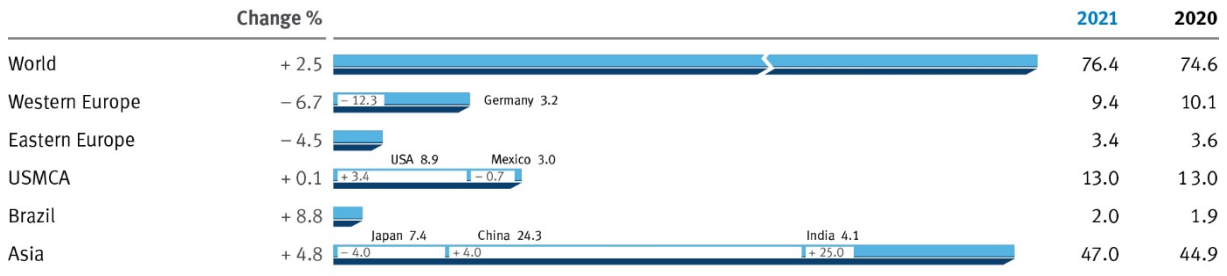 Change % 2021 2020
World + 2.5 76.4 74.6
Western Europe – 6.7 – 12.3 Germany 3.2 9.4 10.1
Eastern Europe – 4.5 3.4 3.6
USA 8.9 Mexico 3.0
USMCA + 0.1 + 3.4 – 0.7 13.0 13.0
Brazil + 8.8 2.0 1.9
Japan 7.4 China 24.3 India 4.1
Asia + 4.8 – 4.0 + 4.0 + 25.0 47.0 44.9